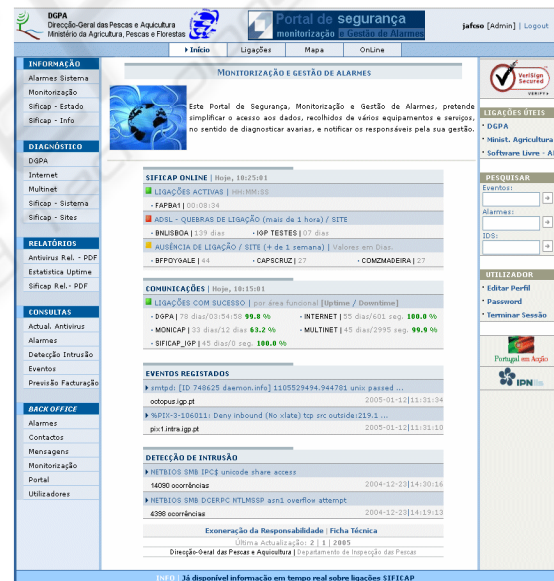 DGPA
Direcção-Geral das Pescas e Aquicultura
Ministério da Agricultura, Pescas e Florestas
Portal de segurança
monitorização e Gestão de Alarmes
jafcso [Admin] | Logout
Início
Ligações
Mapa
OnLine
INFORMAÇÃO
Alarmes Sistema
Monitorização
Sificap - Estado
Sificap - Info
DIAGNÓSTICO
DGPA
Internet
Multinet
Sificap - Sistema
Sificap - Sites
RELATÓRIOS
Antivirus Rel. - PDF
Estatística Uptime
Sificap Rel.- PDF
CONSULTAS
Actual. Antivirus
Alarmes
Detecção Intrusão
Eventos
Previsão Facturação
BACK OFFICE
Alarmes
Contactos
Mensagens
Monitorização
Portal
Utilizadores
MONITORIZAÇÃO E GESTÃO DE ALARMES
Este Portal de Segurança, Monitorização e Gestão de Alarmes, pretende
simplificar o acesso aos dados, recolhidos de vários equipamentos e serviços,
no sentido de diagnosticar avarias, e notificar os responsáveis pela sua gestão.
SIFICAP ONLINE | Hoje, 10:25:01
LIGAÇÕES ACTIVAS | HH:MM:SS
FAPBA1 | 00:08:34
ADSL - QUEBRAS DE LIGAÇÃO (mais de 1 hora) / SITE
BNLISBOA | 139 dias · IGP TESTES | 07 dias
AUSÊNCIA DE LIGAÇÃO / SITE (+ de 1 semana) | Valores em Dias.
BFPOYGALE | 44 · CAPSCRUZ | 27 · COMZMADEIRA | 27
COMUNICAÇÕES | Hoje, 10:15:01
LIGAÇÕES COM SUCESSO | por área funcional [Uptime / Downtime]
· DGPA | 78 dias/03:54:58 99.8 % · INTERNET | 55 dias/601 seg. 100.0 %
· MONICAP | 33 dias/12 dias 63.2 % · MULTINET | 45 dias/2995 seg. 99.9 %
· SIFICAP_IGP | 45 dias/0 seg. 100.0 %
EVENTOS REGISTADOS
smtpd: [ID 748625 daemon.info] 1105529494.944781 unix passed ...
octopus.igp.pt 2005-01-12|11:31:34
%PIX-3-106011: Deny inbound (No xlate) tcp src outside:219.1 ...
pix1.intra.igp.pt 2005-01-12|11:31:10
DETECÇÃO DE INTRUSÃO
NETBIOS SMB IPC$ unicode share access
14090 ocorrências 2004-12-23|14:30:16
NETBIOS SMB DCERPC NTLMSSP asn1 overflow attempt
4398 ocorrências 2004-12-23|14:19:13
Exoneração da Responsabilidade | Ficha Técnica
Última Actualização: 2 | 1 | 2005
Direcção-Geral das Pescas e Aquicultura | Departamento de Inspecção das Pescas
VeriSign
Secured
VERIFY
LIGAÇÕES ÚTEIS
DGPA
Minist. Agricultura
Software Livre - A
PESQUISAR
Eventos:
Alarmes:
IDS:
UTILIZADOR
Editar Perfil
Password
Terminar Sessão
Portugal em Acção
IPN
INFO | Já disponível informação em tempo real sobre ligações SIFICAP